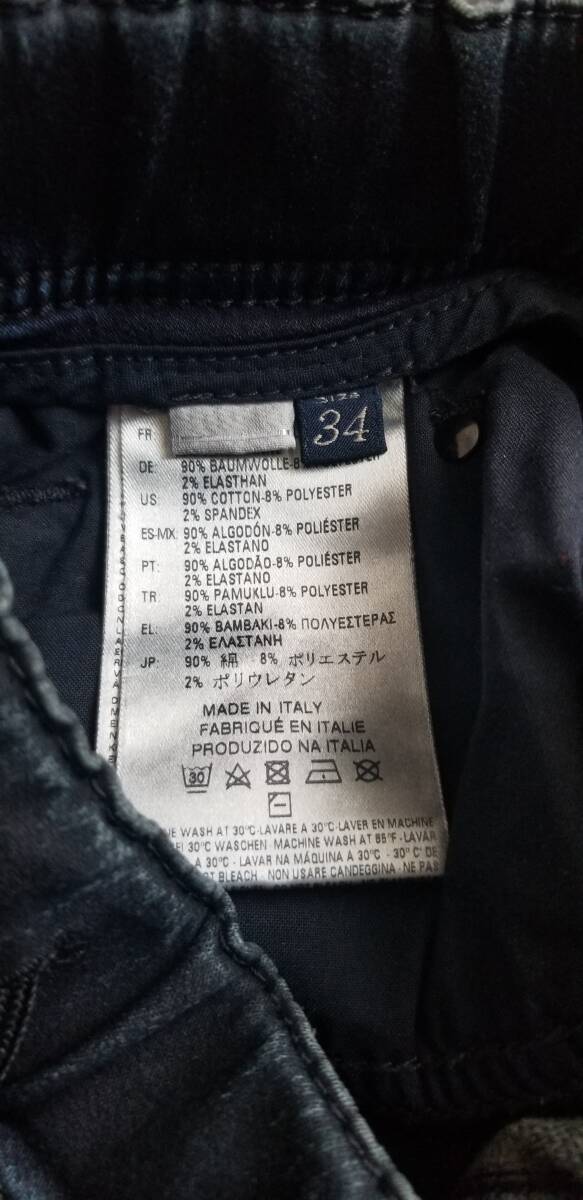 SIZE
34
FR
DE: 90% BAUMWOLLE-8%
2% ELASTHAN
US: 90% COTTON-8% POLYESTER
2% SPANDEX
ES-MX: 90% ALGODÓN-8% POLIÉSTER
2% ELASTANO
PT: 90% ALGODÃO-8% POLIÉSTER
2% ELASTANO
TR: 90% PAMUKLU-8% POLYESTER
2% ELASTAN
EL: 90% BAMBAKI-8% ΠΟΛΥΕΣΤΕΡΑΣ
2% ΕΛΑΣΤΑΝΗ
JP: 90% 綿 8% ポリエステル
2% ポリウレタン
MADE IN ITALY
FABRIQUÉ EN ITALIE
PRODUZIDO NA ITALIA
30
WASH AT 30°C-LAVARE A 30°C-LAVER EN MACHINE
30°C WASCHEN- MACHINE WASH AT 85°F - LAVAR
A 30°C - LAVAR NA MÁQUINA A 30°C - 30°C' DE
BLEACH - NON USARE CANDEGGINA - NE PAS